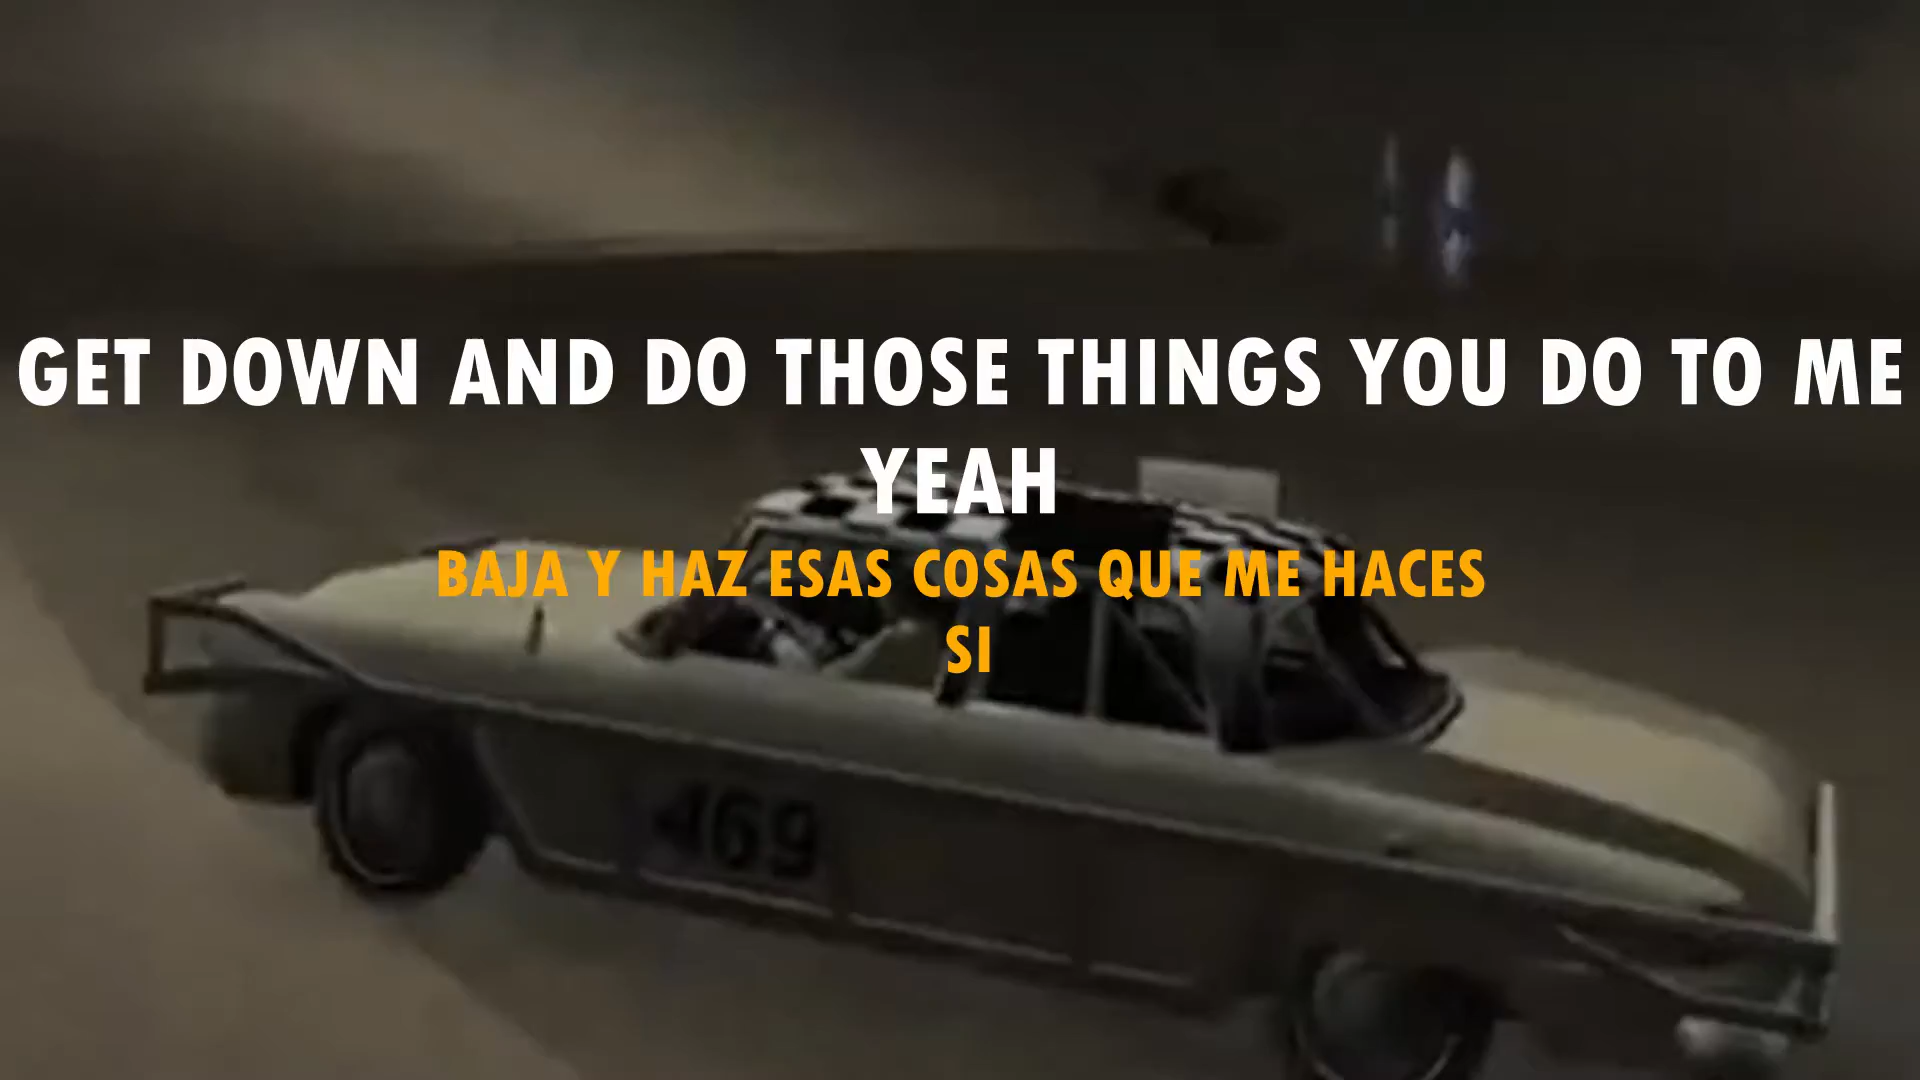 GET DOWN AND DO THOSE THINGS YOU DO TO ME
YEAH
BAJA Y HAZ ESAS COSAS QUE ME HACES
SI
469